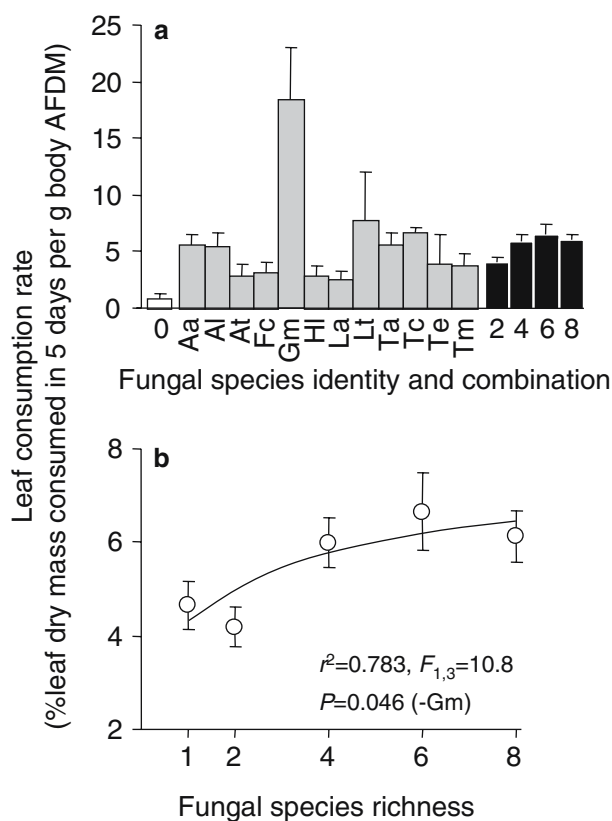 a
25
20
15
10
5
0
0 Aa Al At Fc Gm Hl La Lt Ta Tc Te Tm 2 4 6 8
Fungal species identity and combination
Leaf consumption rate
(%leaf dry mass consumed in 5 days per g body AFDM)
b
8
6
4
2
r²=0.783, F1,3=10.8
P=0.046 (-Gm)
1 2 4 6 8
Fungal species richness